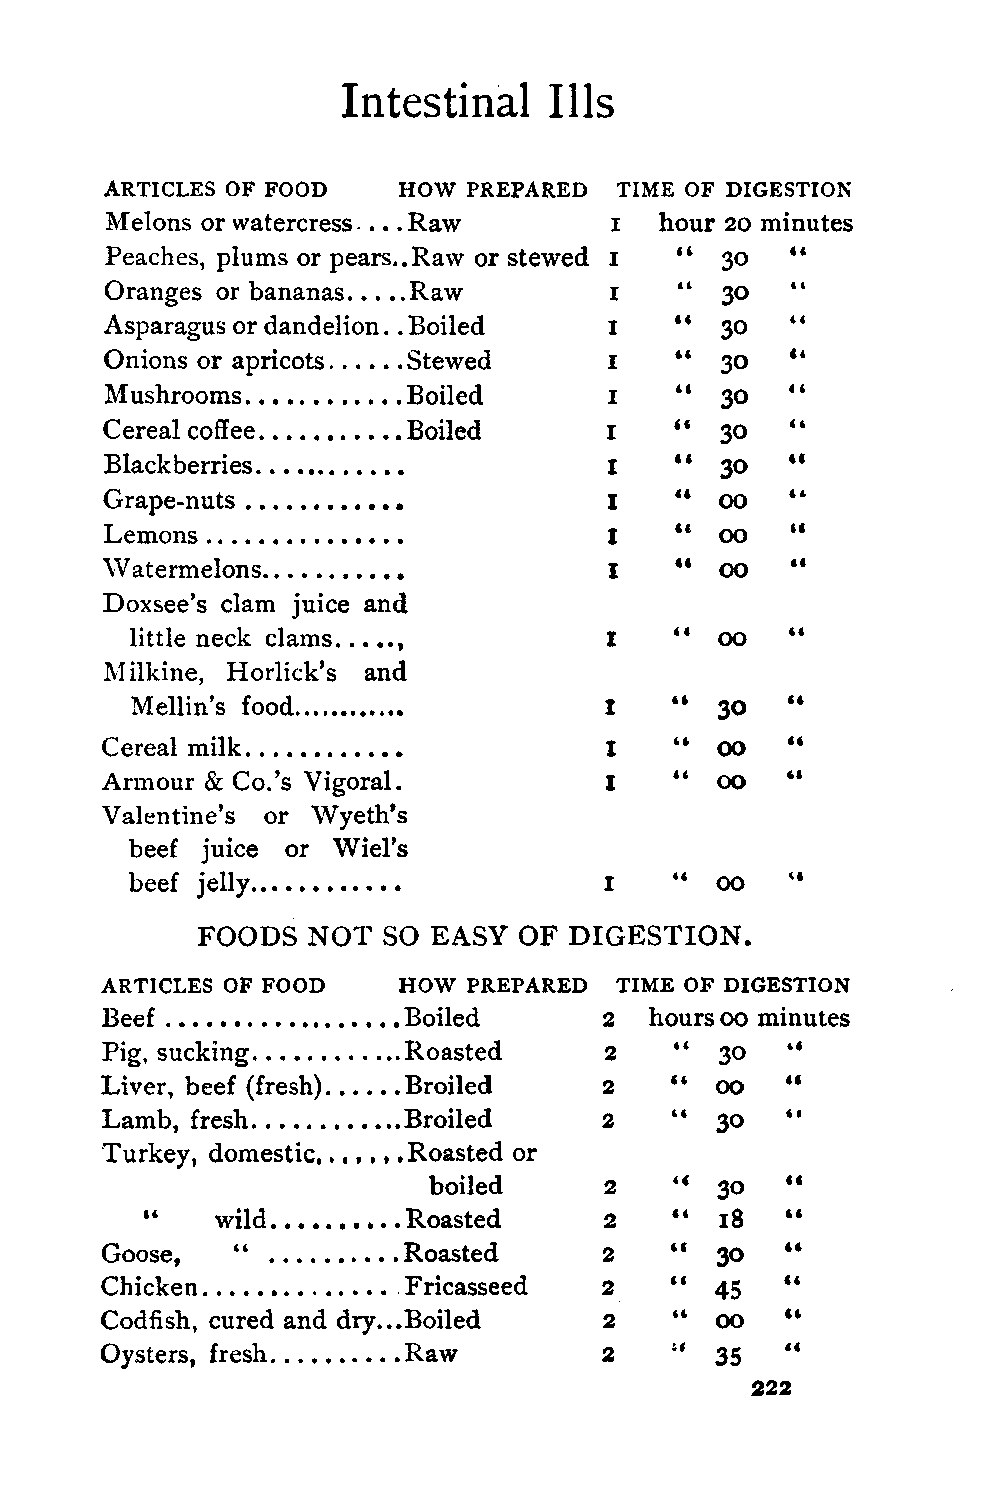 Intestinal Ills
ARTICLES OF FOOD HOW PREPARED TIME OF DIGESTION
Melons or watercress....Raw 1 hour 20 minutes
Peaches, plums or pears..Raw or stewed 1 “ 30 “
Oranges or bananas.....Raw 1 “ 30 “
Asparagus or dandelion..Boiled 1 “ 30 “
Onions or apricots......Stewed 1 “ 30 “
Mushrooms............Boiled 1 “ 30 “
Cereal coffee...........Boiled 1 “ 30 “
Blackberries............ 1 “ 30 “
Grape-nuts ............ 1 “ 00 “
Lemons ............... 1 “ 00 “
Watermelons........... 1 “ 00 “
Doxsee's clam juice and
little neck clams....., 1 “ 00 “
Milkine, Horlick's and
Mellin's food............ 1 “ 30 “
Cereal milk............ 1 “ 00 “
Armour & Co.'s Vigoral. 1 “ 00 “
Valentine's or Wyeth's
beef juice or Wiel's
beef jelly............ 1 “ 00 “
FOODS NOT SO EASY OF DIGESTION.
ARTICLES OF FOOD HOW PREPARED TIME OF DIGESTION
Beef ..................Boiled 2 hours 00 minutes
Pig, sucking............Roasted 2 “ 30 “
Liver, beef (fresh)......Broiled 2 “ 00 “
Lamb, fresh............Broiled 2 “ 30 “
Turkey, domestic.......Roasted or
boiled 2 “ 30 “
“ wild..........Roasted 2 “ 18 “
Goose, “ ..........Roasted 2 “ 30 “
Chicken..............Fricasseed 2 “ 45 “
Codfish, cured and dry...Boiled 2 “ 00 “
Oysters, fresh..........Raw 2 “ 35 “
222